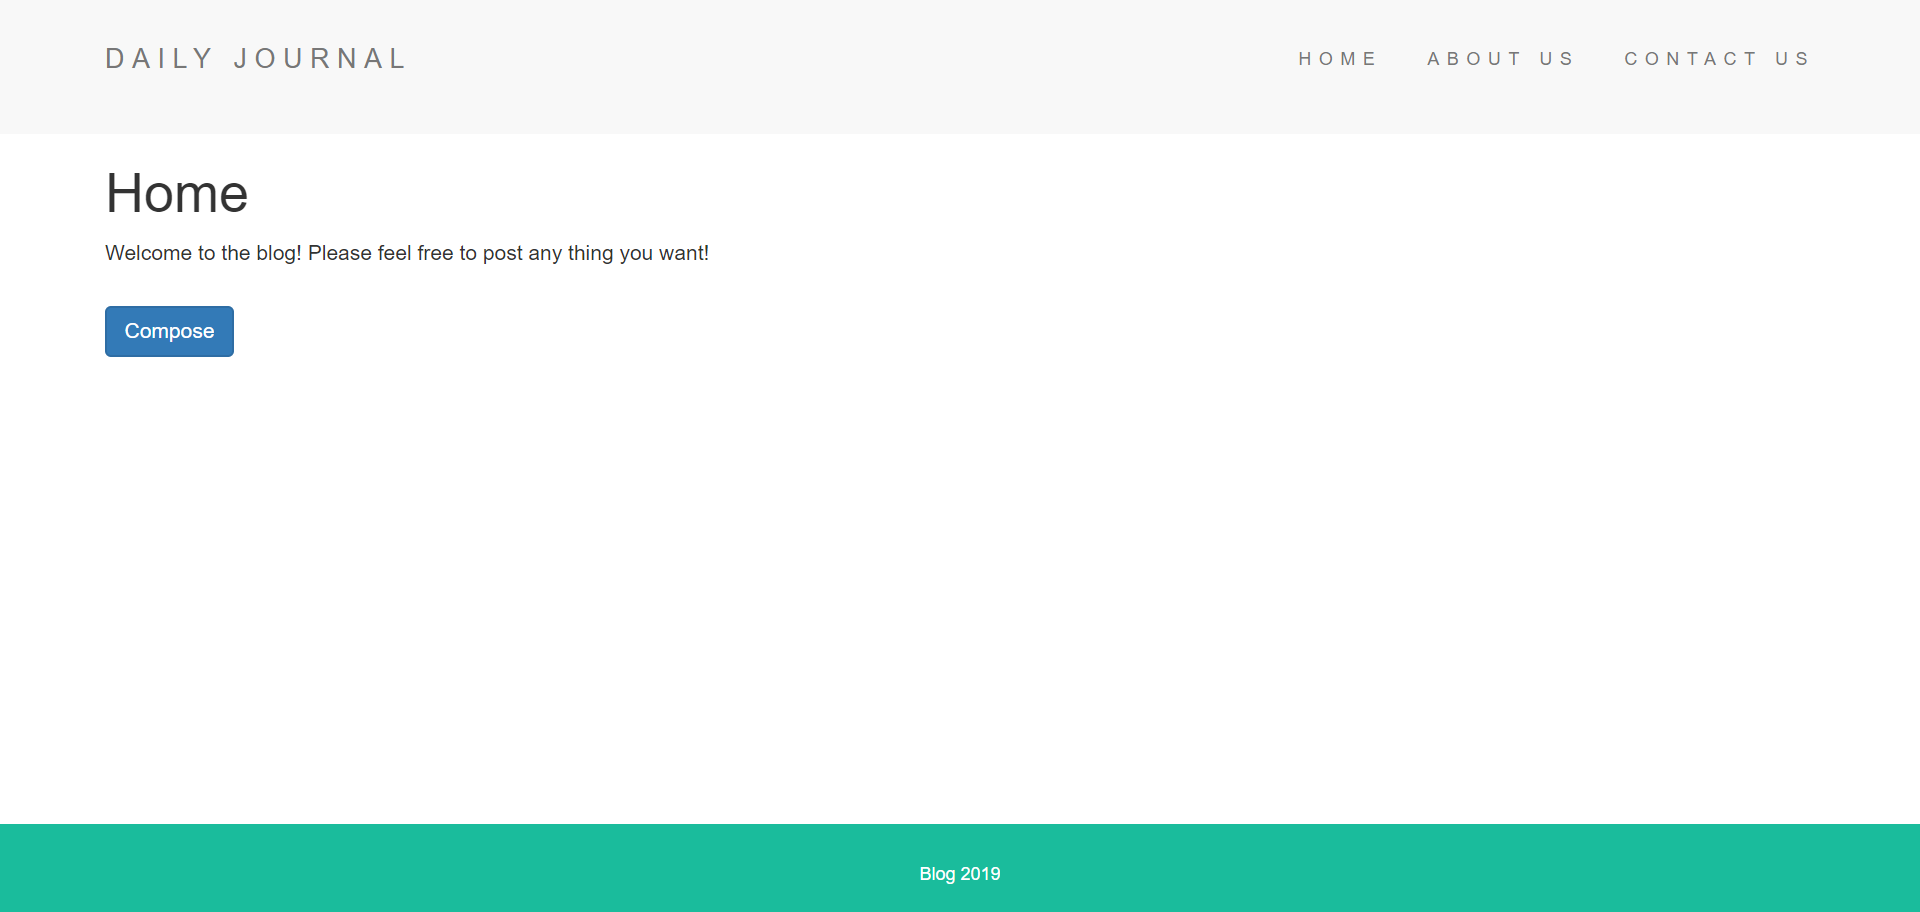 DAILY JOURNAL
HOME ABOUT US CONTACT US
Home
Welcome to the blog! Please feel free to post any thing you want!
Compose
Blog 2019